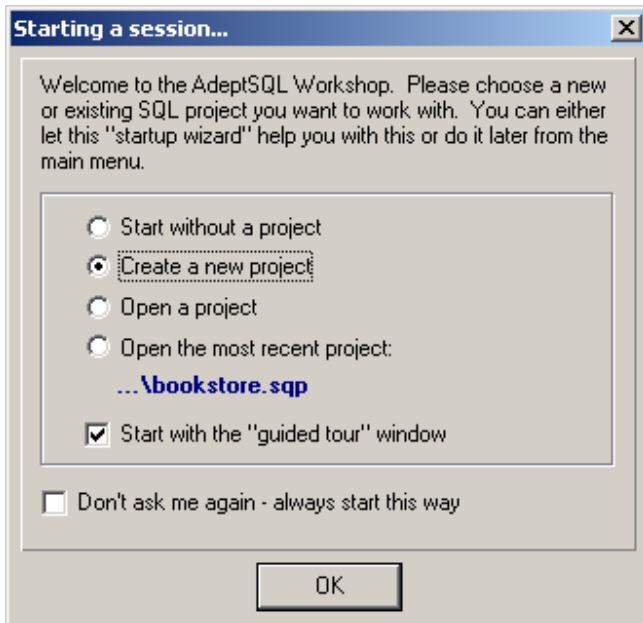 Starting a session...
Welcome to the AdeptSQL Workshop.  Please choose a new
or existing SQL project you want to work with.  You can either
let this "startup wizard" help you with this or do it later from the
main menu.
Start without a project
Create a new project
Open a project
Open the most recent project:
...\bookstore.sqp
Start with the "guided tour" window
Don't ask me again - always start this way
OK